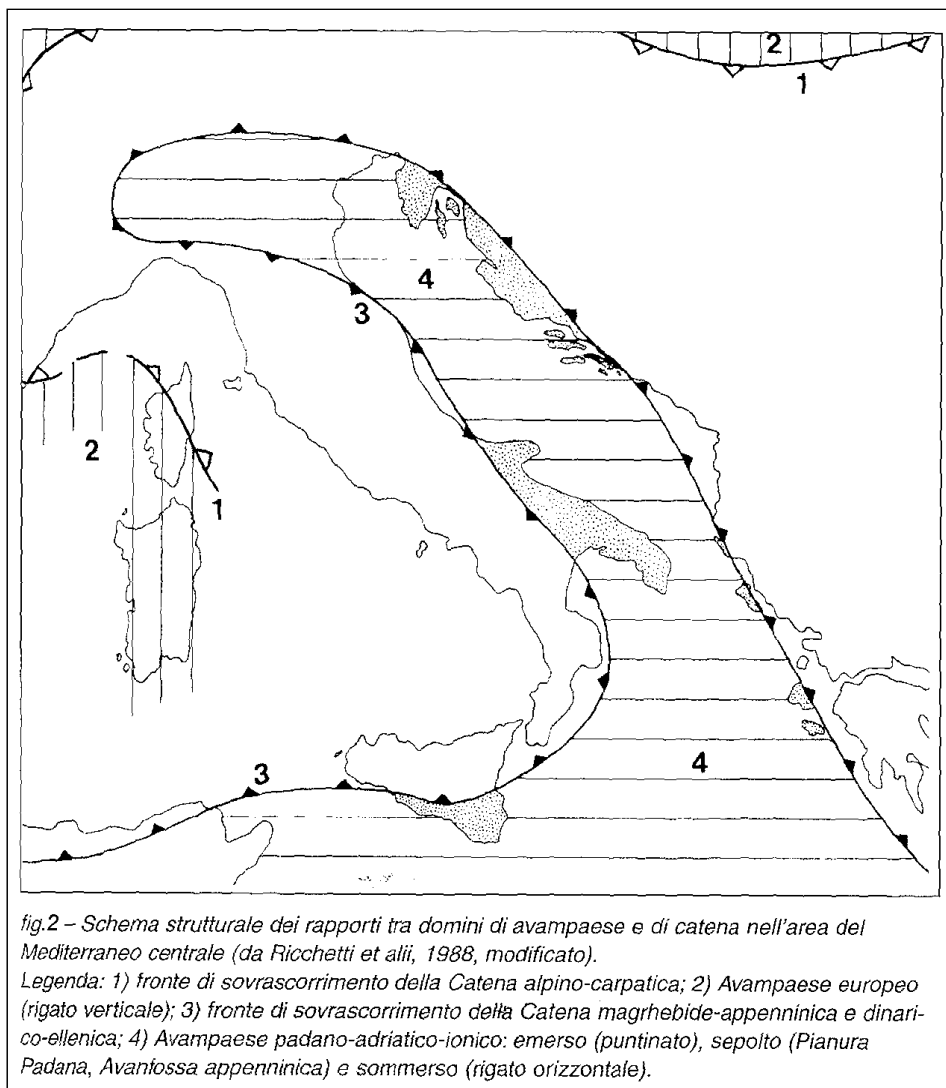 2
1
4
3
2
1
3
4
fig.2 – Schema strutturale dei rapporti tra domini di avampaese e di catena nell'area del
Mediterraneo centrale (da Ricchetti et alii, 1988, modificato).
Legenda: 1) fronte di sovrascorrimento della Catena alpino-carpatica; 2) Avampaese europeo
(rigato verticale); 3) fronte di sovrascorrimento della Catena magrhebide-appenninica e dinari-
co-ellenica; 4) Avampaese padano-adriatico-ionico: emerso (puntinato), sepolto (Pianura
Padana, Avanfossa appenninica) e sommerso (rigato orizzontale).